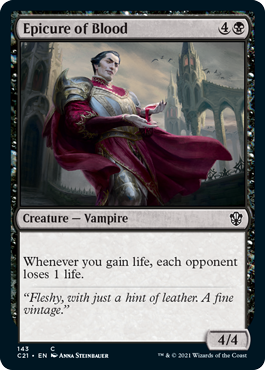 Epicure of Blood 4
Creature — Vampire
Whenever you gain life, each opponent
loses 1 life.
“Fleshy, with just a hint of leather. A fine
vintage.”
4/4
143 C
C21 • EN Anna Steinbauer
™ & © 2021 Wizards of the Coast